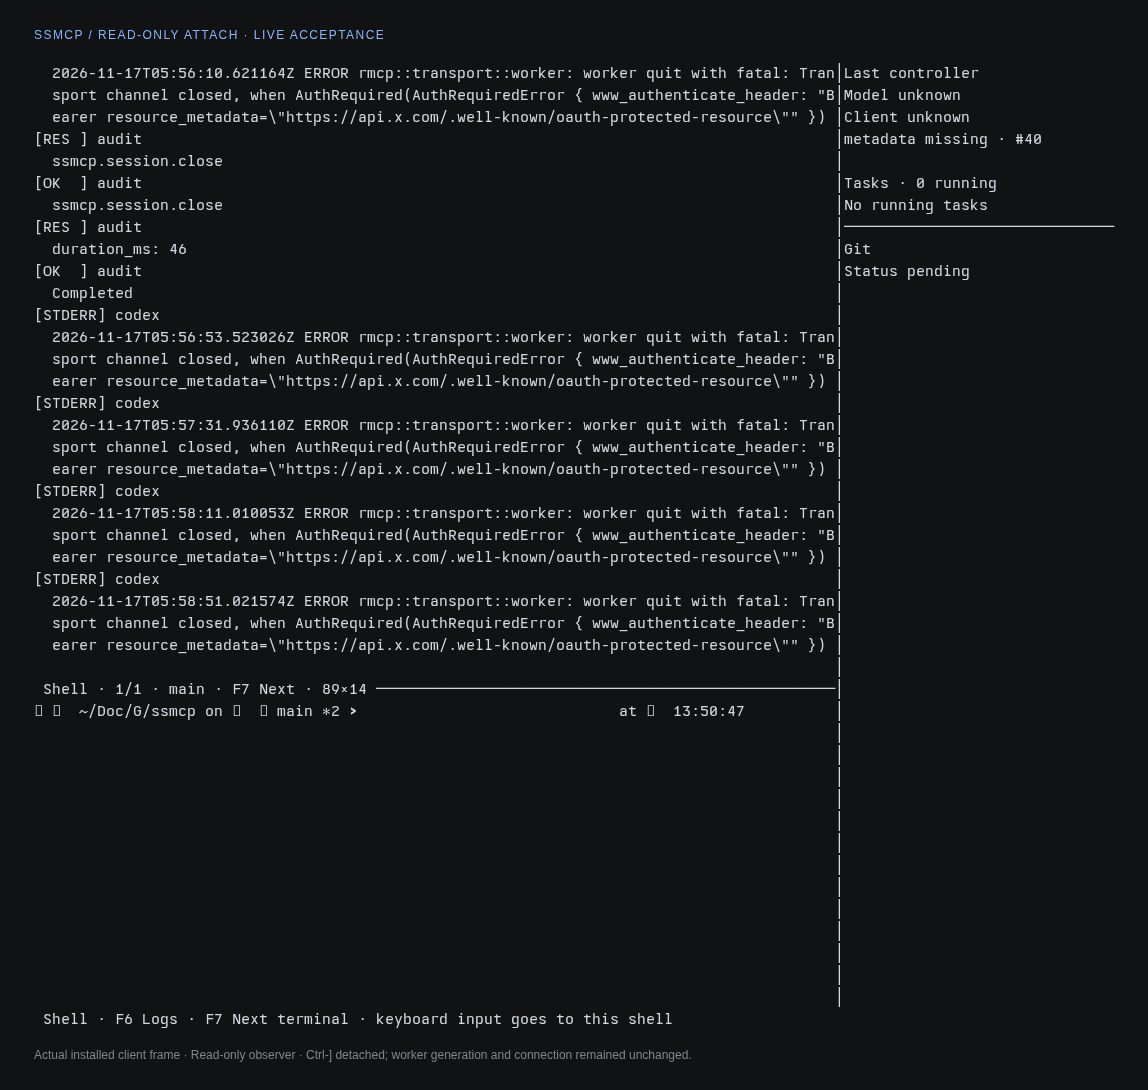 SSMCP / READ-ONLY ATTACH · LIVE ACCEPTANCE
2026-11-17T05:56:10.621164Z ERROR rmcp::transport::worker: worker quit with fatal: Tran
sport channel closed, when AuthRequired(AuthRequiredError { www_authenticate_header: "B
earer resource_metadata=\"https://api.x.com/.well-known/oauth-protected-resource\"" })
[RES ] audit
ssmcp.session.close
[OK  ] audit
ssmcp.session.close
[RES ] audit
duration_ms: 46
[OK  ] audit
Completed
[STDERR] codex
2026-11-17T05:56:53.523026Z ERROR rmcp::transport::worker: worker quit with fatal: Tran
sport channel closed, when AuthRequired(AuthRequiredError { www_authenticate_header: "B
earer resource_metadata=\"https://api.x.com/.well-known/oauth-protected-resource\"" })
[STDERR] codex
2026-11-17T05:57:31.936110Z ERROR rmcp::transport::worker: worker quit with fatal: Tran
sport channel closed, when AuthRequired(AuthRequiredError { www_authenticate_header: "B
earer resource_metadata=\"https://api.x.com/.well-known/oauth-protected-resource\"" })
[STDERR] codex
2026-11-17T05:58:11.010053Z ERROR rmcp::transport::worker: worker quit with fatal: Tran
sport channel closed, when AuthRequired(AuthRequiredError { www_authenticate_header: "B
earer resource_metadata=\"https://api.x.com/.well-known/oauth-protected-resource\"" })
[STDERR] codex
2026-11-17T05:58:51.021574Z ERROR rmcp::transport::worker: worker quit with fatal: Tran
sport channel closed, when AuthRequired(AuthRequiredError { www_authenticate_header: "B
earer resource_metadata=\"https://api.x.com/.well-known/oauth-protected-resource\"" })
Last controller
Model unknown
Client unknown
metadata missing · #40
Tasks · 0 running
No running tasks
Git
Status pending
Shell · 1/1 · main · F7 Next · 89×14
~/Doc/G/ssmcp on main *2 > at 13:50:47
Shell · F6 Logs · F7 Next terminal · keyboard input goes to this shell
Actual installed client frame · Read-only observer · Ctrl-] detached; worker generation and connection remained unchanged.